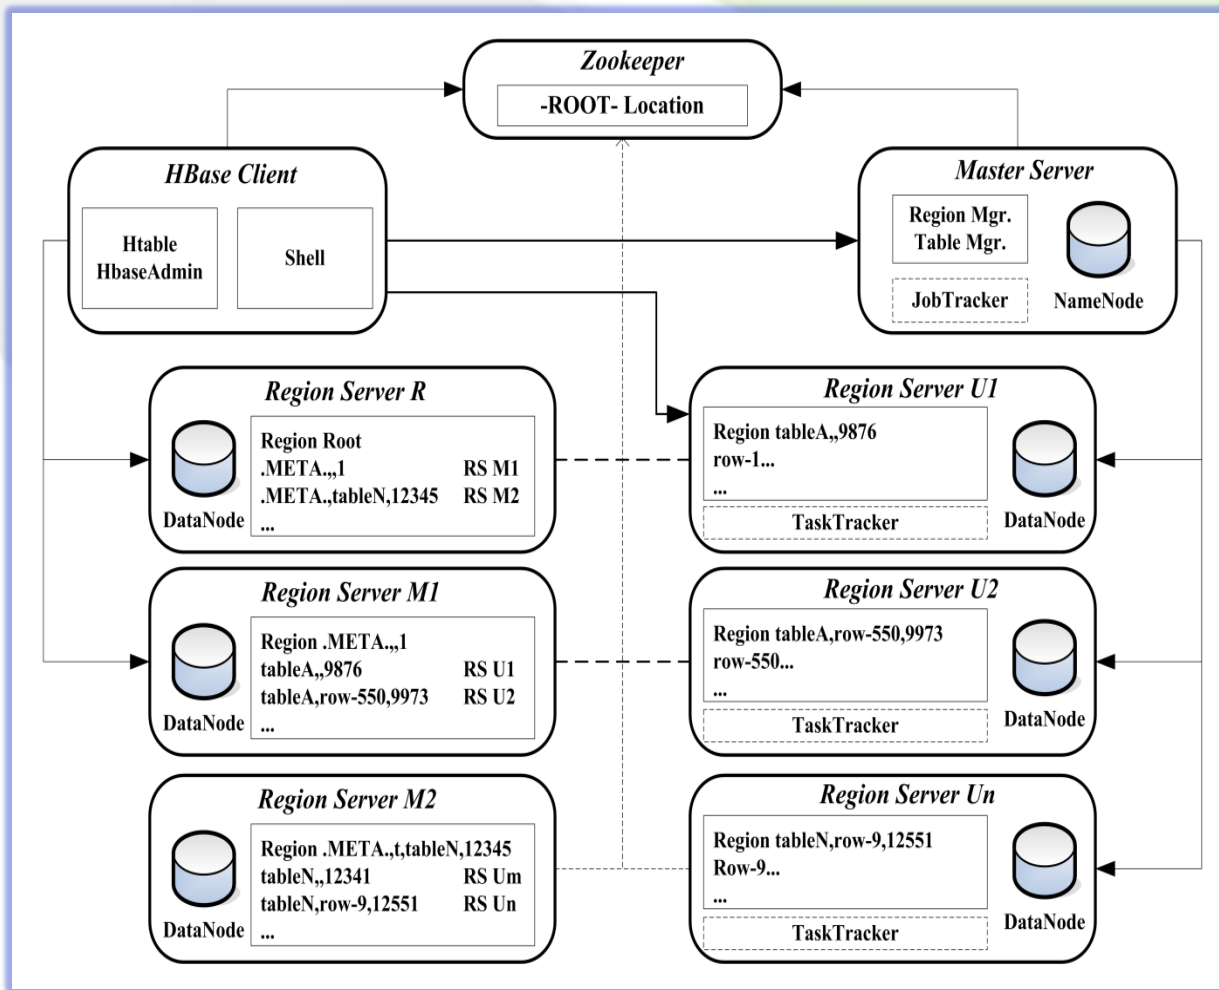 Zookeeper
-ROOT- Location
HBase Client
Htable
HbaseAdmin
Shell
Master Server
Region Mgr.
Table Mgr.
JobTracker
NameNode
Region Server R
Region Root
.META.,,1 RS M1
.META.,tableN,12345 RS M2
...
DataNode
Region Server U1
Region tableA,,9876
row-1...
...
TaskTracker
DataNode
Region Server M1
Region .META.,,1
tableA,,9876 RS U1
tableA,row-550,9973 RS U2
...
DataNode
Region Server U2
Region tableA,row-550,9973
row-550...
...
TaskTracker
DataNode
Region Server M2
Region .META.,t,tableN,12345
tableN,,12341 RS Um
tableN,row-9,12551 RS Un
...
DataNode
Region Server Un
Region tableN,row-9,12551
Row-9...
...
TaskTracker
DataNode